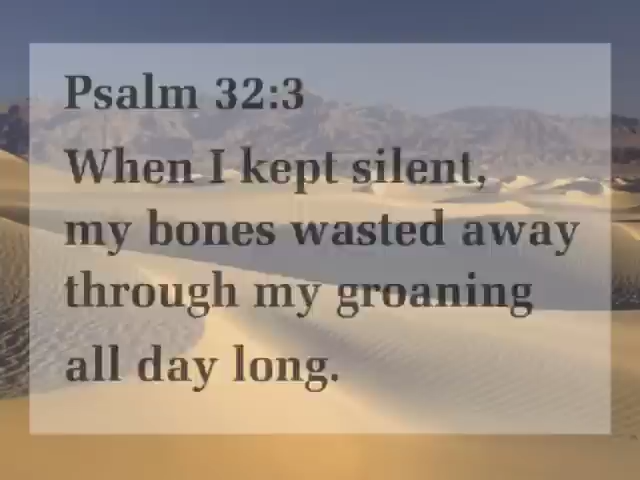 Psalm 32:3
When I kept silent,
my bones wasted away
through my groaning
all day long.